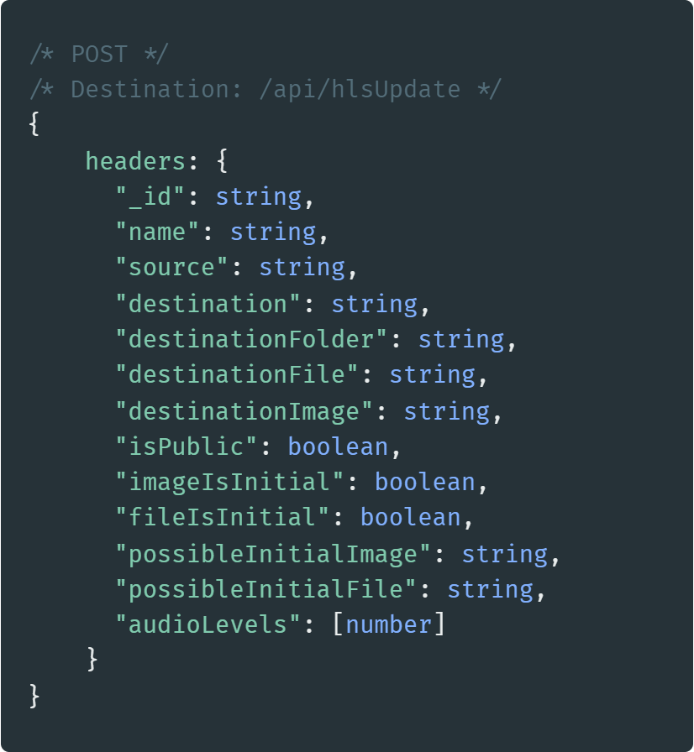 /* POST */
/* Destination: /api/hlsUpdate */
{
    headers: {
      "_id": string,
      "name": string,
      "source": string,
      "destination": string,
      "destinationFolder": string,
      "destinationFile": string,
      "destinationImage": string,
      "isPublic": boolean,
      "imageIsInitial": boolean,
      "fileIsInitial": boolean,
      "possibleInitialImage": string,
      "possibleInitialFile": string,
      "audioLevels": [number]
    }
}